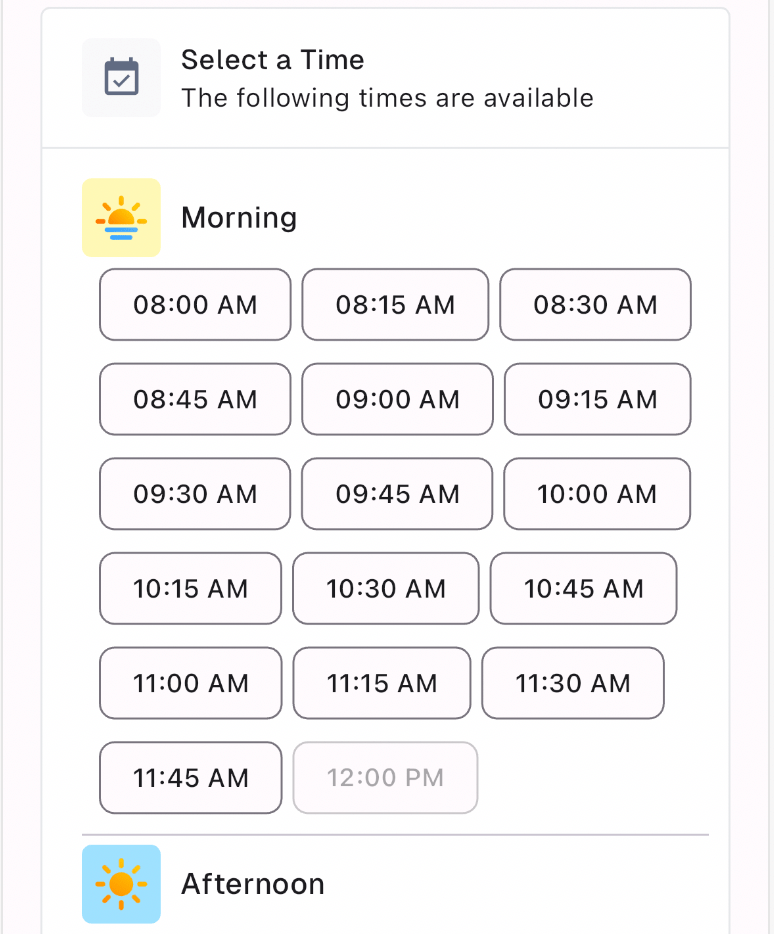 Select a Time
The following times are available
Morning
08:00 AM 08:15 AM 08:30 AM
08:45 AM 09:00 AM 09:15 AM
09:30 AM 09:45 AM 10:00 AM
10:15 AM 10:30 AM 10:45 AM
11:00 AM 11:15 AM 11:30 AM
11:45 AM 12:00 PM
Afternoon